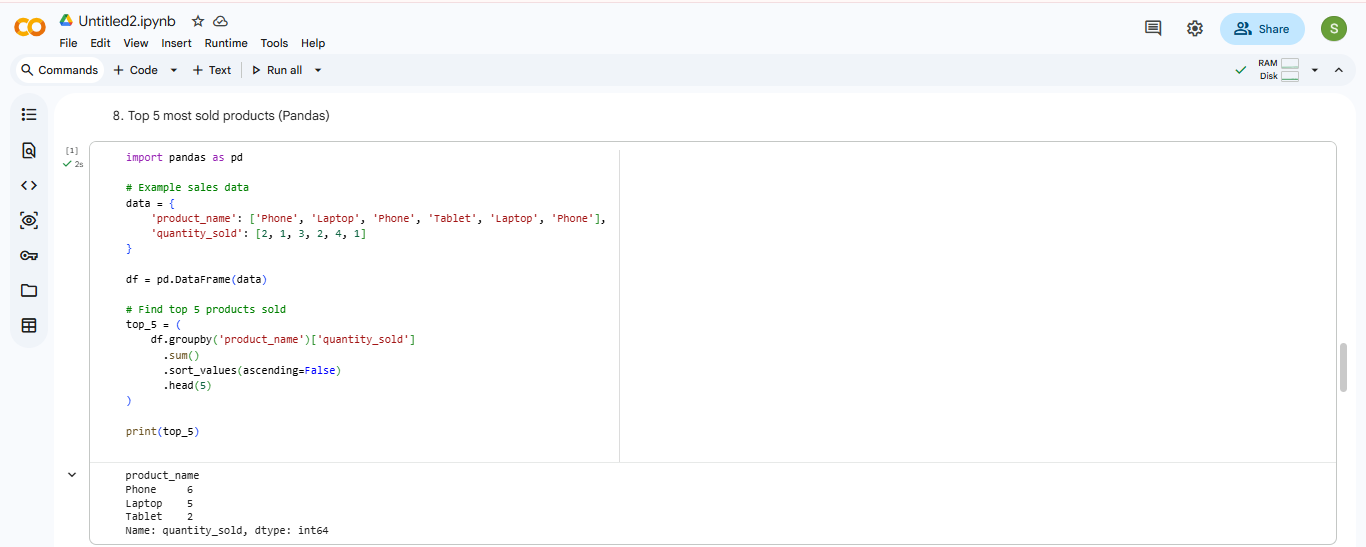 Untitled2.ipynb
File Edit View Insert Runtime Tools Help
Share
S
Commands + Code + Text Run all
RAM
Disk
8. Top 5 most sold products (Pandas)
[1]
2s
import pandas as pd
# Example sales data
data = {
    'product_name': ['Phone', 'Laptop', 'Phone', 'Tablet', 'Laptop', 'Phone'],
    'quantity_sold': [2, 1, 3, 2, 4, 1]
}
df = pd.DataFrame(data)
# Find top 5 products sold
top_5 = (
    df.groupby('product_name')['quantity_sold']
      .sum()
      .sort_values(ascending=False)
      .head(5)
)
print(top_5)
product_name
Phone     6
Laptop    5
Tablet    2
Name: quantity_sold, dtype: int64